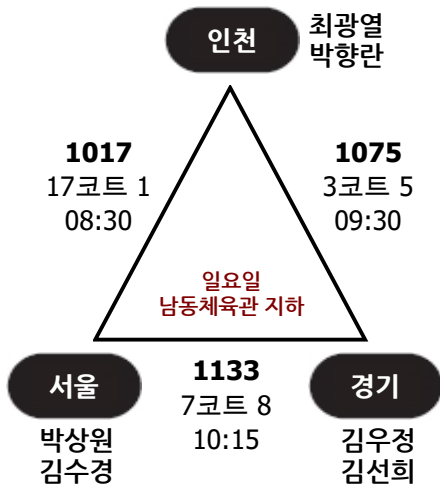 인천
최광열
박향란
1017
17코트 1
08:30
1075
3코트 5
09:30
일요일
남동체육관 지하
서울
박상원
김수경
1133
7코트 8
10:15
경기
김우정
김선희